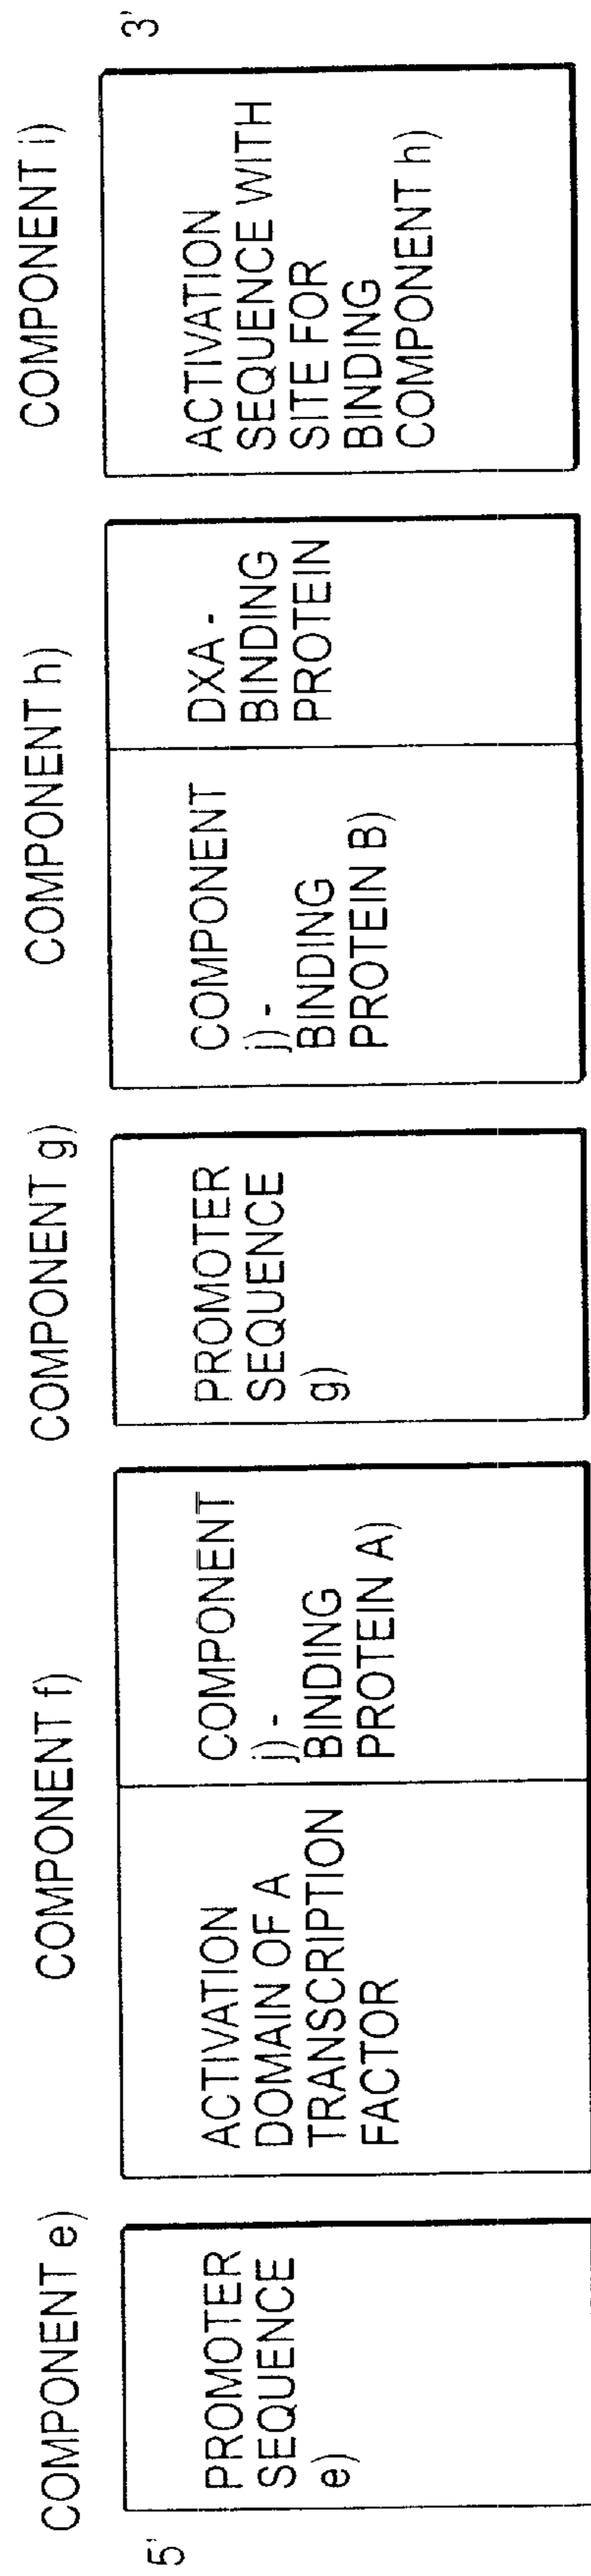 5'
COMPONENT e)
PROMOTER
SEQUENCE
e)
COMPONENT f)
ACTIVATION
DOMAIN OF A
TRANSCRIPTION
FACTOR
COMPONENT
j) -
BINDING
PROTEIN A)
COMPONENT g)
PROMOTER
SEQUENCE
g)
COMPONENT h)
COMPONENT
j) -
BINDING
PROTEIN B)
DXA -
BINDING
PROTEIN
COMPONENT i)
ACTIVATION
SEQUENCE WITH
SITE FOR
BINDING
COMPONENT h)
3'